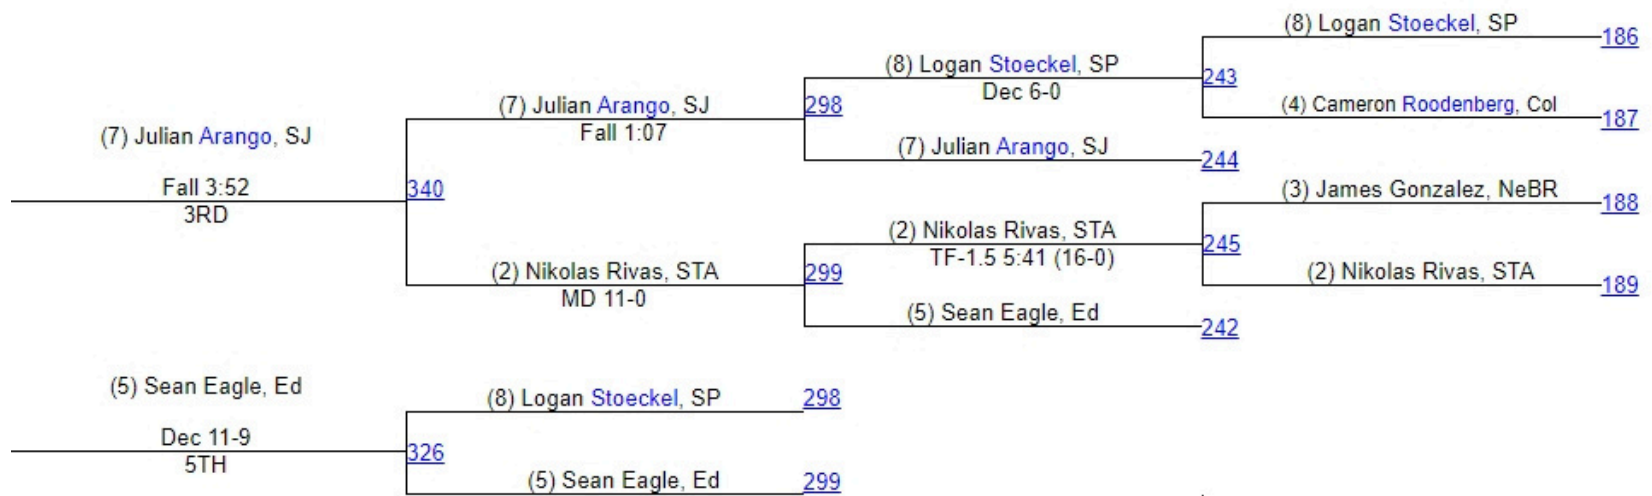 (8) Logan Stoeckel, SP
186
(8) Logan Stoeckel, SP
243
Dec 6-0
(7) Julian Arango, SJ
298
(4) Cameron Roodenberg, Col
187
(7) Julian Arango, SJ
Fall 1:07
(7) Julian Arango, SJ
244
Fall 3:52
340
(3) James Gonzalez, NeBR
188
3RD
(2) Nikolas Rivas, STA
245
TF-1.5 5:41 (16-0)
(2) Nikolas Rivas, STA
299
(2) Nikolas Rivas, STA
189
MD 11-0
(5) Sean Eagle, Ed
242
(5) Sean Eagle, Ed
(8) Logan Stoeckel, SP
298
Dec 11-9
326
5TH
(5) Sean Eagle, Ed
299